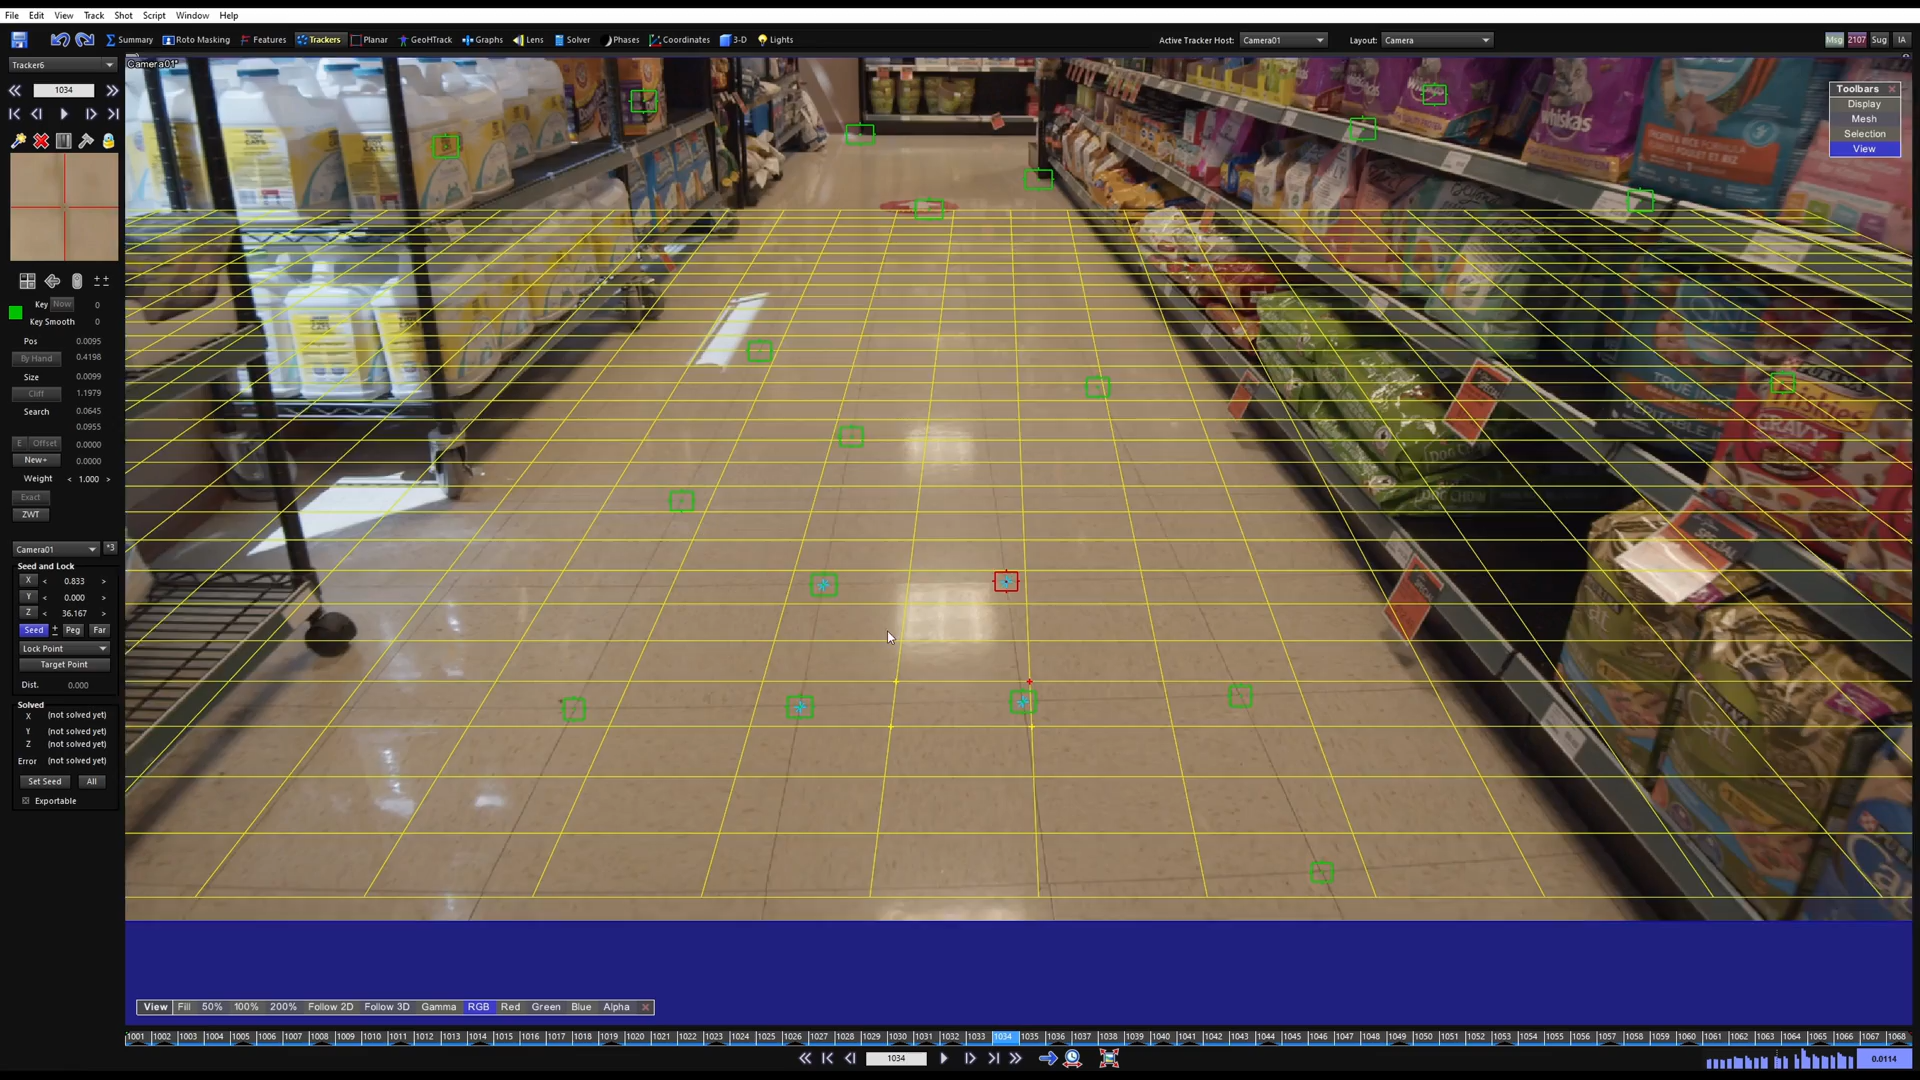 File Edit View Track Shot Script Window Help
Summary Roto Masking Features Trackers Planar GeoHTrack Graphs Lens Solver Phases Coordinates 3-D Lights
Active Tracker Host: Camera01 Layout: Camera
Msg 2107 Sug IA
Tracker6
Camera01*
1034
Toolbars
Display
Mesh
Selection
View
Key Now 0
Key Smooth 0
Pos 0.0095
By Hand 0.4198
Size 0.0099
Cliff 1.1979
Search 0.0645
0.0955
E Offset 0.0000
New+ 0.0000
Weight < 1.000 >
Exact
ZWT
Camera01 *3
Seed and Lock
X < 0.833 >
Y < 0.000 >
Z < 36.167 >
Seed ± Peg Far
Lock Point
Target Point
Dist. 0.000
Solved
X (not solved yet)
Y (not solved yet)
Z (not solved yet)
Error (not solved yet)
Set Seed All
Exportable
whiskas
GRAVY
SPECIAL
SPECIAL
View Fill 50% 100% 200% Follow 2D Follow 3D Gamma RGB Red Green Blue Alpha
1001 1002 1003 1004 1005 1006 1007 1008 1009 1010 1011 1012 1013 1014 1015 1016 1017 1018 1019 1020 1021 1022 1023 1024 1025 1026 1027 1028 1029 1030 1031 1032 1033 1034 1035 1036 1037 1038 1039 1040 1041 1042 1043 1044 1045 1046 1047 1048 1049 1050 1051 1052 1053 1054 1055 1056 1057 1058 1059 1060 1061 1062 1063 1064 1065 1066 1067 1068
1034
0.0114